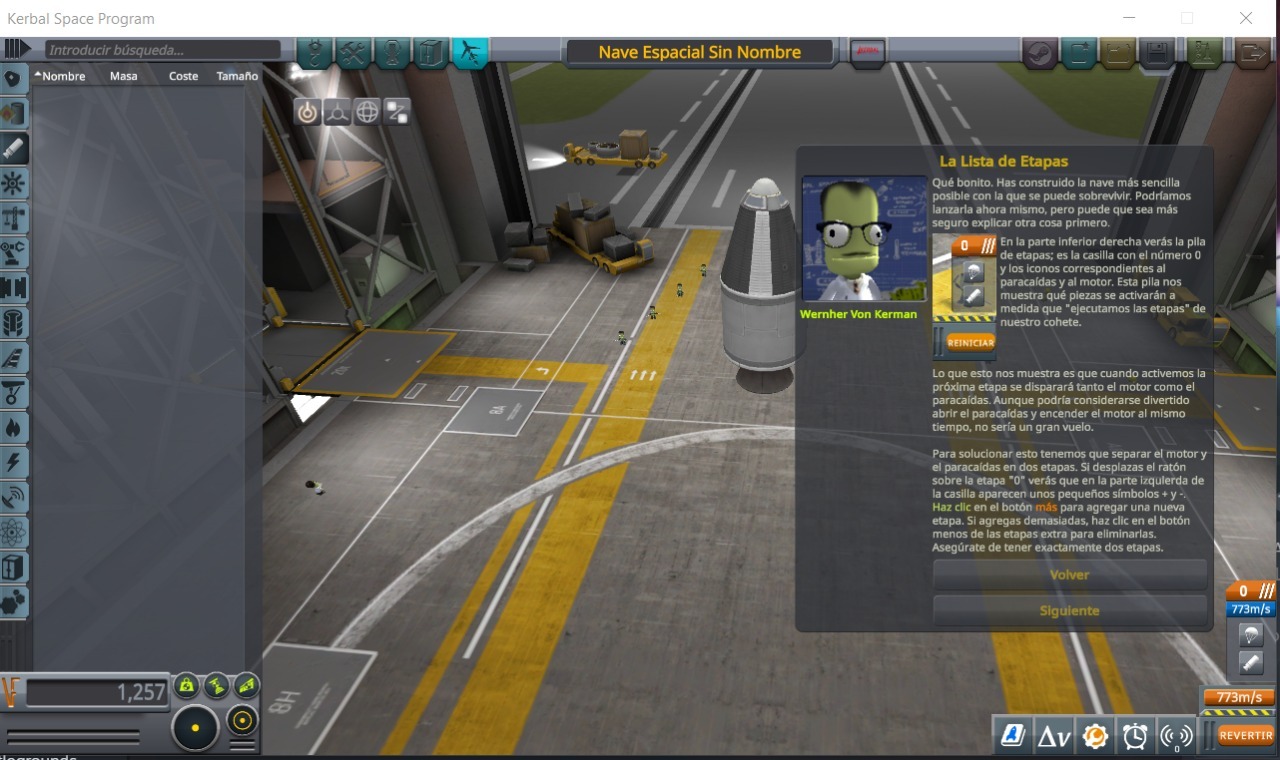 Kerbal Space Program
Introducir búsqueda...
Nave Espacial Sin Nombre
Nombre Masa Coste Tamaño
La Lista de Etapas
Qué bonito. Has construido la nave más sencilla
posible con la que se puede sobrevivir. Podríamos
lanzarla ahora mismo, pero puede que sea más
seguro explicar otra cosa primero.
0
En la parte inferior derecha verás la pila
de etapas; es la casilla con el número 0
y los iconos correspondientes al
paracaídas y al motor. Esta pila nos
muestra qué piezas se activarán a
medida que "ejecutamos las etapas" de
nuestro cohete.
REINICIAR
Wernher Von Kerman
Lo que esto nos muestra es que cuando activemos la
próxima etapa se disparará tanto el motor como el
paracaídas. Aunque podría considerarse divertido
abrir el paracaídas y encender el motor al mismo
tiempo, no sería un gran vuelo.
Para solucionar esto tenemos que separar el motor y
el paracaídas en dos etapas. Si desplazas el ratón
sobre la etapa "0" verás que en la parte izquierda de
la casilla aparecen unos pequeños símbolos + y -.
Haz clic en el botón más para agregar una nueva
etapa. Si agregas demasiadas, haz clic en el botón
menos de las etapas extra para eliminarlas.
Asegúrate de tener exactamente dos etapas.
Volver
Siguiente
8A
8H
0
773m/s
773m/s
1,257
Δv
0
REVERTIR